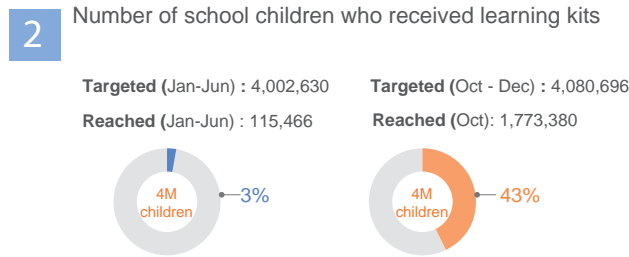 2
Number of school children who received learning kits
Targeted (Jan-Jun) : 4,002,630
Reached (Jan-Jun) : 115,466
4M
children
3%
Targeted (Oct - Dec) : 4,080,696
Reached (Oct): 1,773,380
4M
children
43%